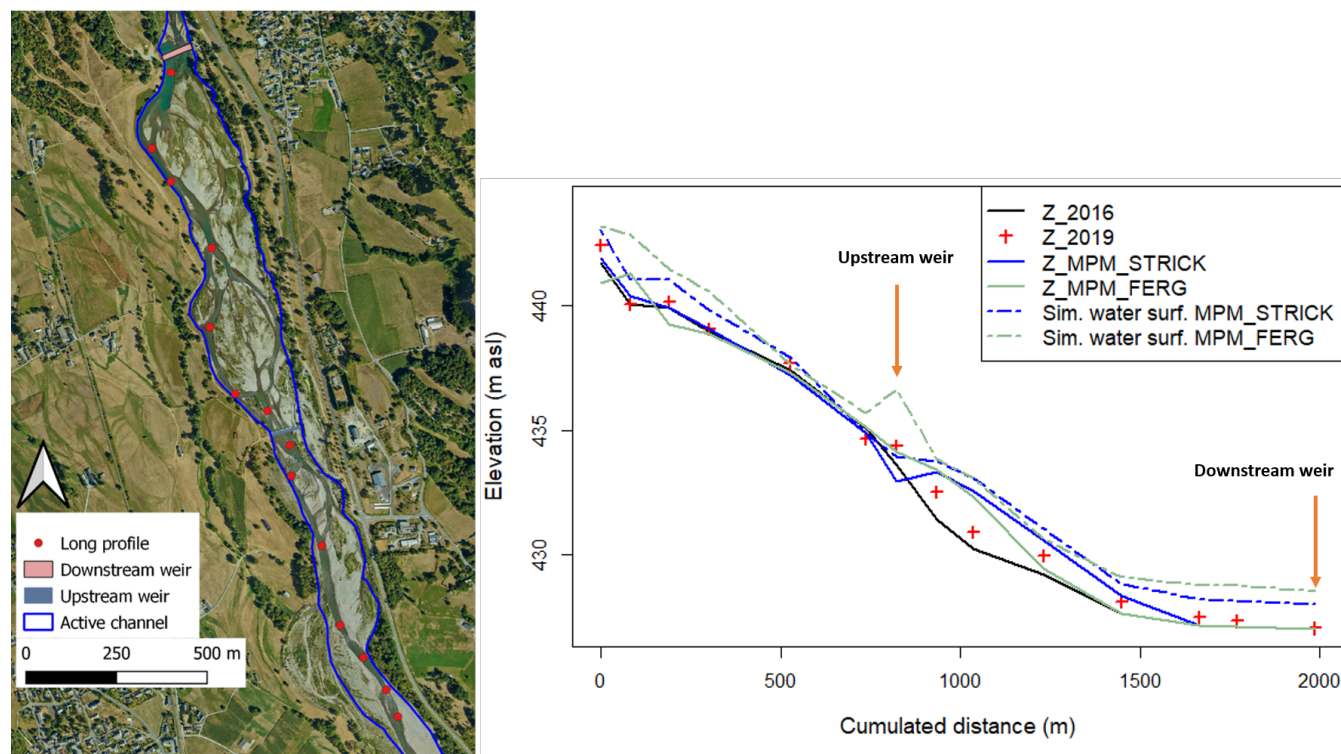 Long profile
Downstream weir
Upstream weir
Active channel
0 250 500 m
Z_2016
Z_2019
Z_MPM_STRICK
Z_MPM_FERG
Sim. water surf. MPM_STRICK
Sim. water surf. MPM_FERG
Upstream weir
Downstream weir
Elevation (m asl)
440
435
430
0 500 1000 1500 2000
Cumulated distance (m)